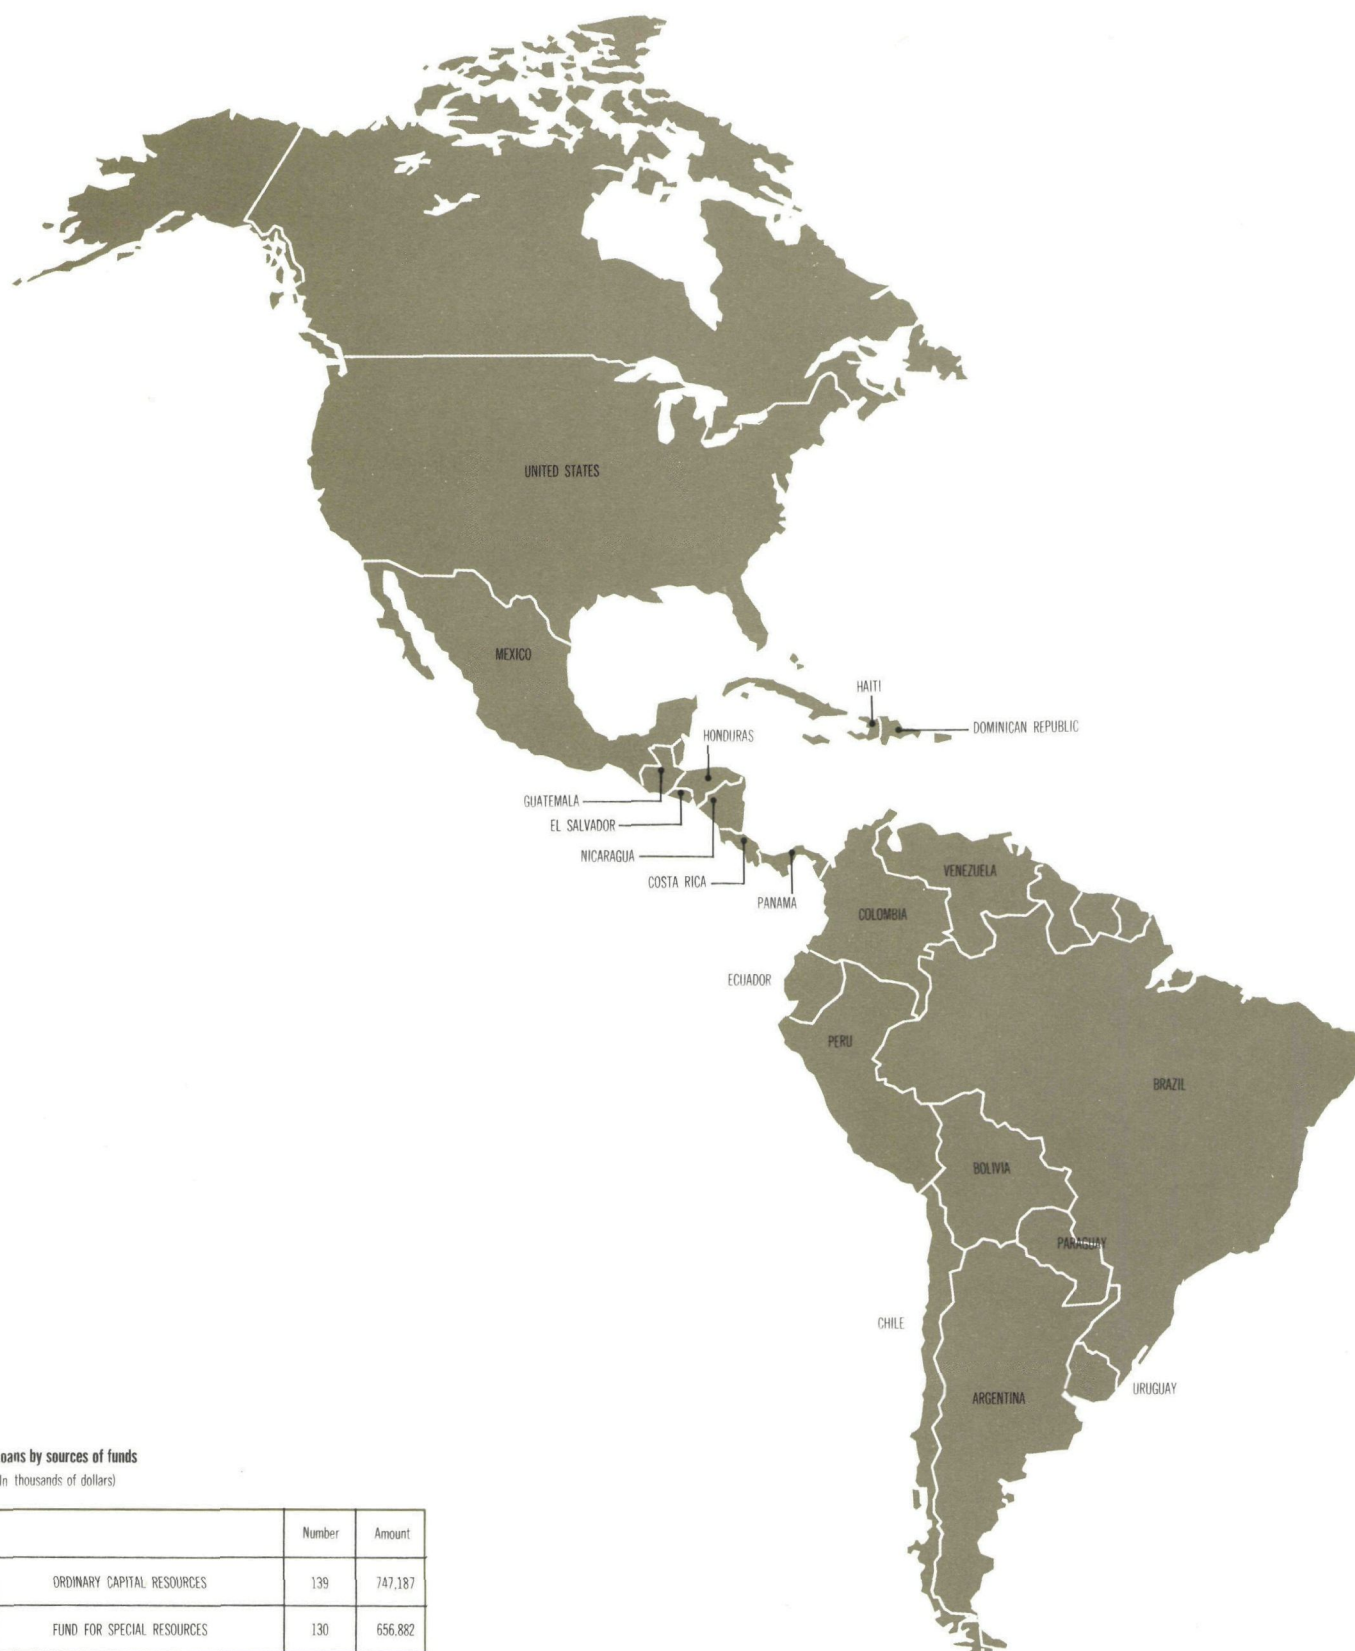 UNITED STATES
MEXICO
HAITI
DOMINICAN REPUBLIC
HONDURAS
GUATEMALA
EL SALVADOR
NICARAGUA
COSTA RICA
PANAMA
VENEZUELA
COLOMBIA
ECUADOR
PERU
BRAZIL
BOLIVIA
PARAGUAY
CHILE
ARGENTINA
URUGUAY
oans by sources of funds
In thousands of dollars)
Number Amount
ORDINARY CAPITAL RESOURCES 139 747,187
FUND FOR SPECIAL RESOURCES 130 656,882